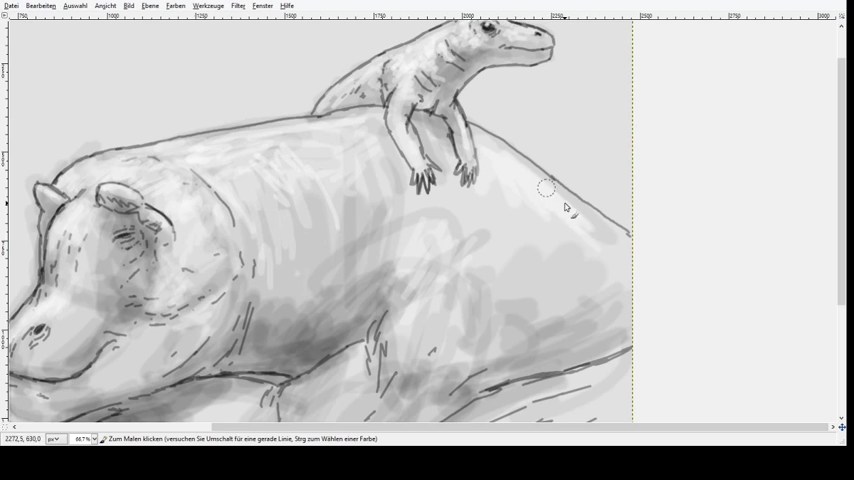 Datei Bearbeiten Auswahl Ansicht Bild Ebene Farben Werkzeuge Filter Fenster Hilfe
750 1000 1250 1500 1750 2000 2250 2500 2750 3000
2272,5, 630,0 px 66.7% Zum Malen klicken (versuchen Sie Umschalt für eine gerade Linie, Strg zum Wählen einer Farbe)